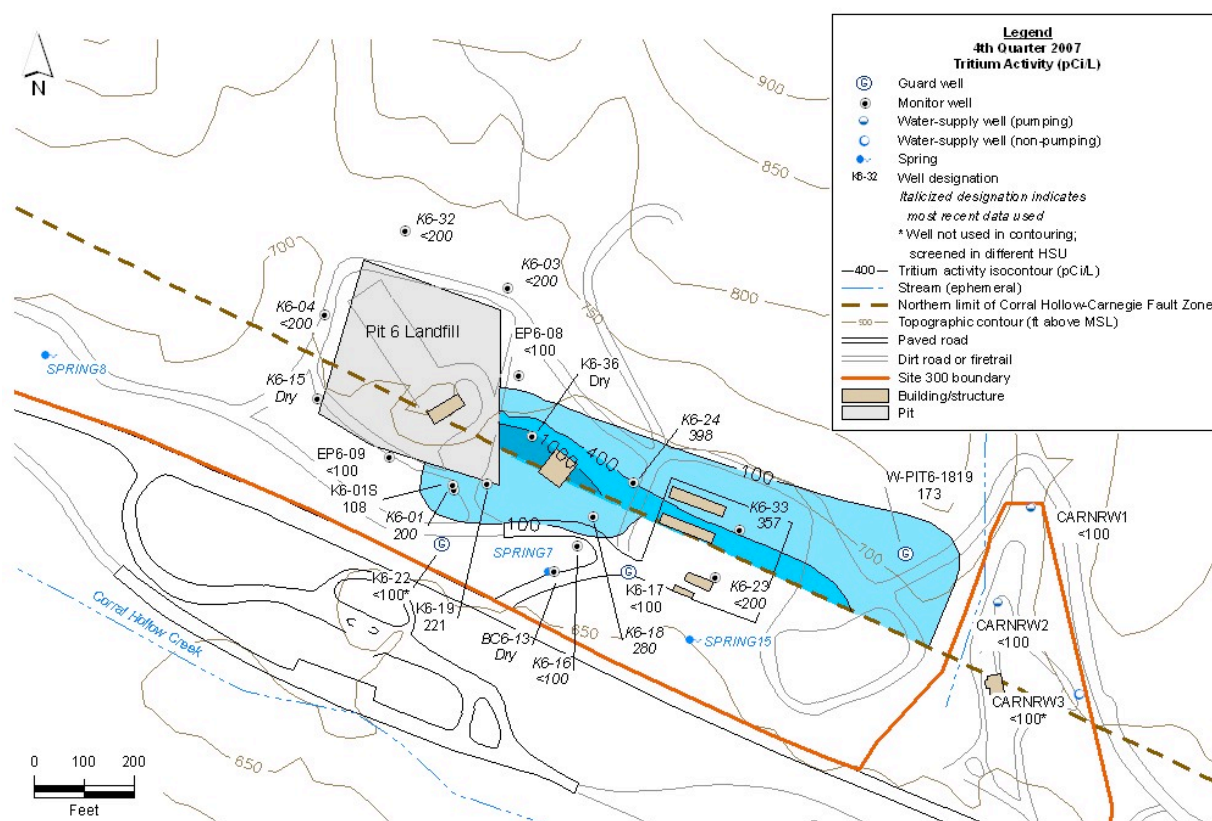 Legend
4th Quarter 2007
Tritium Activity (pCi/L)
G Guard well
Monitor well
Water-supply well (pumping)
Water-supply well (non-pumping)
Spring
K6-32 Well designation
Italicized designation indicates
most recent data used
* Well not used in contouring;
screened in different HSU
400 Tritium activity isocontour (pCi/L)
Stream (ephemeral)
Northern limit of Corral Hollow-Carnegie Fault Zone
500 Topographic contour (ft above MSL)
Paved road
Dirt road or firetrail
Site 300 boundary
Building/structure
Pit
N
900
850
800
750
700
700
700
650
650
K6-32
<200
K6-03
<200
K6-04
<200
Pit 6 Landfill
EP6-08
<100
K6-36
Dry
SPRING8
K6-15
Dry
K6-24
398
1000
400
100
100
EP6-09
<100
K6-01S
108
K6-01
200
W-PIT6-1819
173
K6-33
357
CARNRW1
<100
G
G
G
SPRING7
K6-22
<100*
K6-17
<100
K6-23
<200
K6-19
221
K6-18
280
BC6-13
Dry
K6-16
<100
SPRING15
CARNRW2
<100
CARNRW3
<100*
Corral Hollow Creek
0 100 200
Feet